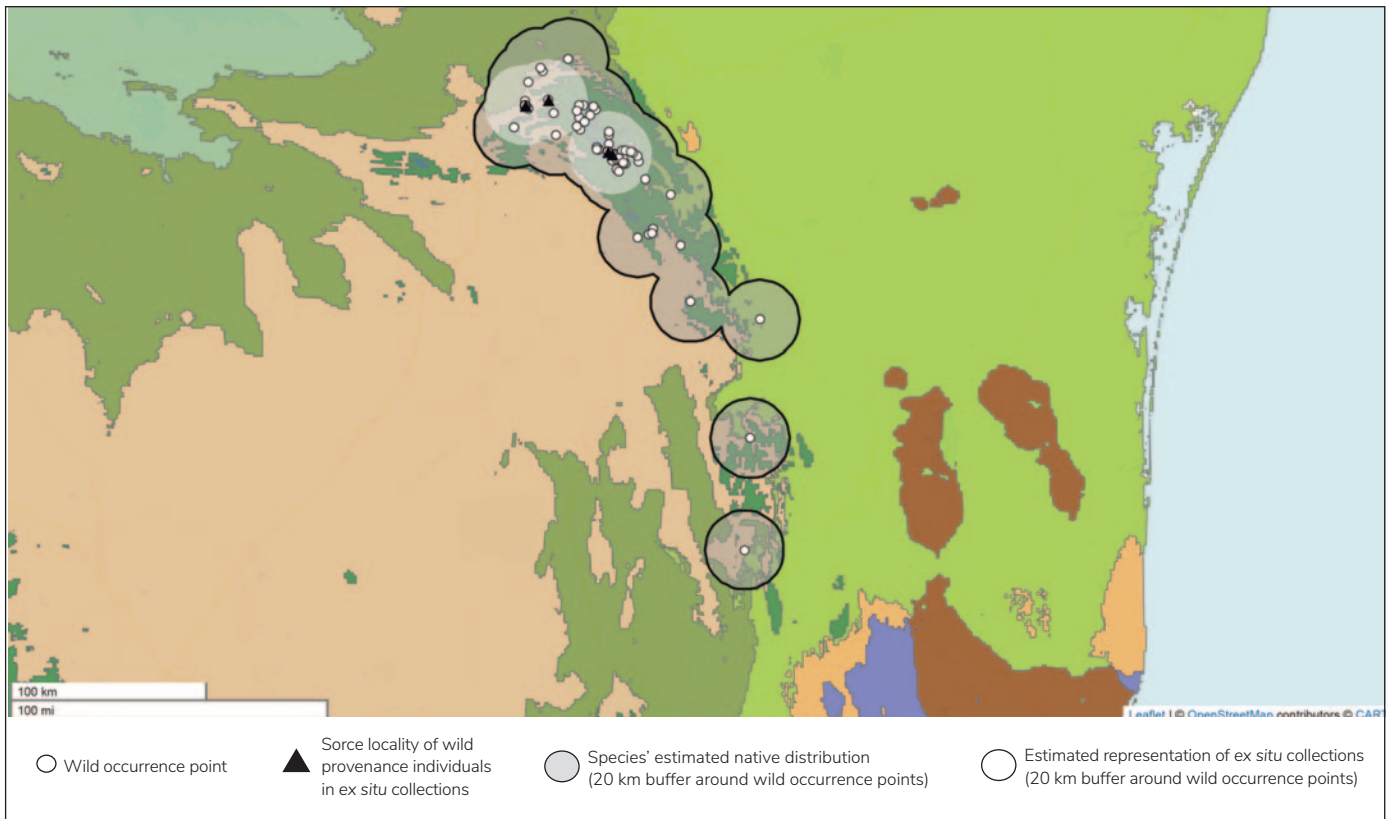 100 km
100 mi
Leaflet | © OpenStreetMap contributors © CART
Wild occurrence point
Sorce locality of wild
provenance individuals
in ex situ collections
Species' estimated native distribution
(20 km buffer around wild occurrence points)
Estimated representation of ex situ collections
(20 km buffer around wild occurrence points)